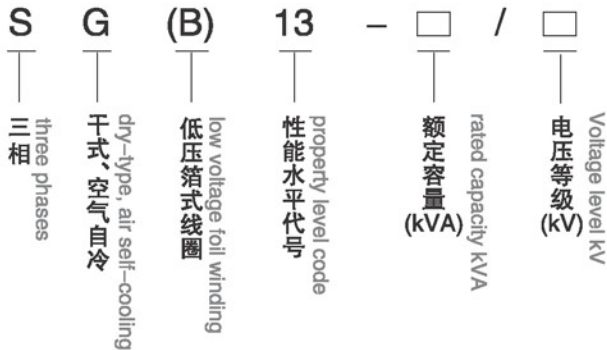 S G (B) 13 – □ / □
三相
three phases
干式、空气自冷
dry-type, air self-cooling
低压箔式线圈
low voltage foil winding
性能水平代号
property level code
额定容量
(kVA)
rated capacity kVA
电压等级
(kV)
Voltage level kV